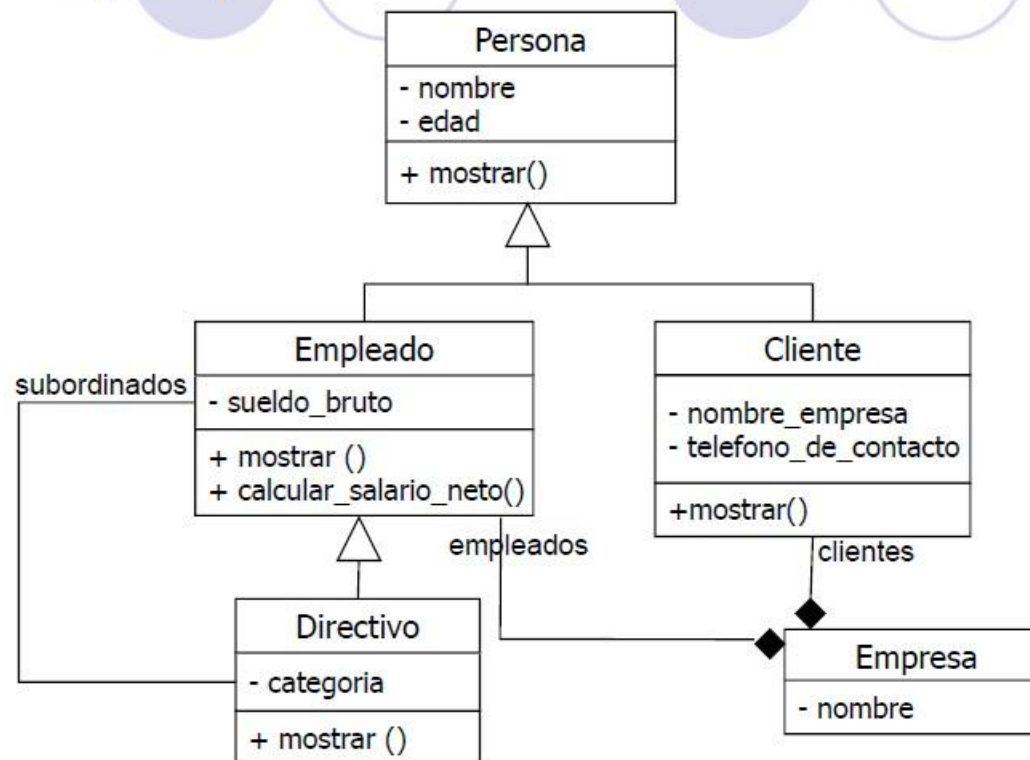 Persona
- nombre
- edad
+ mostrar()
Empleado
- sueldo_bruto
+ mostrar ()
+ calcular_salario_neto()
Cliente
- nombre_empresa
- telefono_de_contacto
+mostrar()
subordinados
empleados
clientes
Directivo
- categoria
+ mostrar ()
Empresa
- nombre